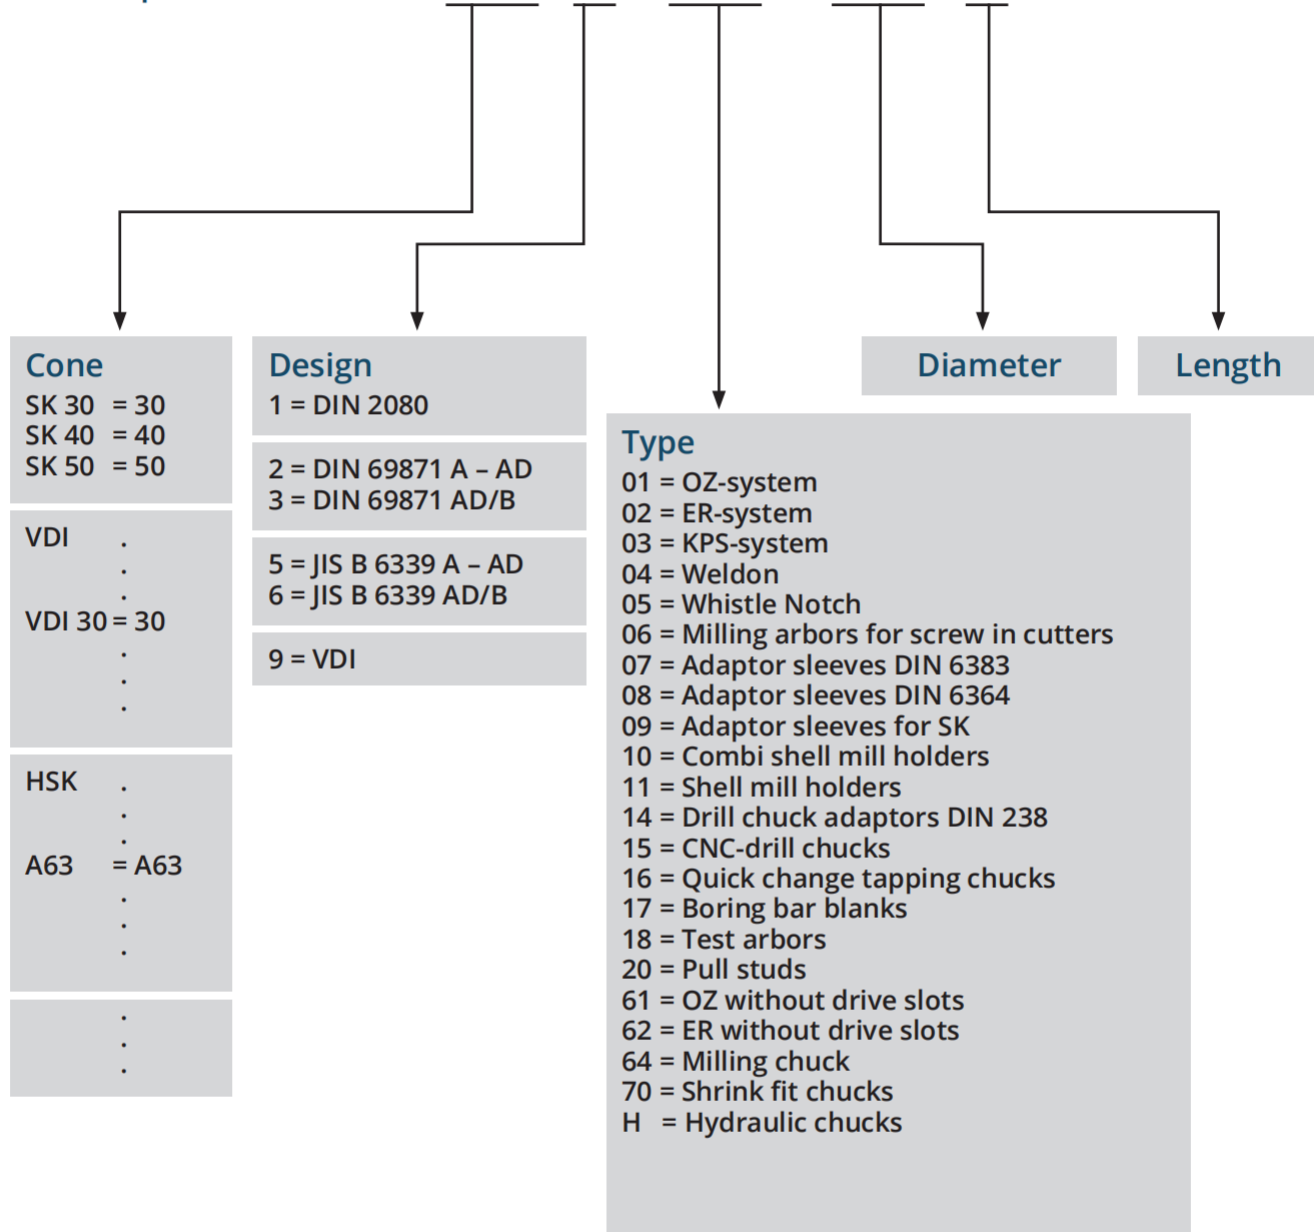 Cone
SK 30 = 30
SK 40 = 40
SK 50 = 50
VDI .
.
.
VDI 30 = 30
.
.
.
HSK .
.
.
A63 = A63
.
.
.
.
.
.
Design
1 = DIN 2080
2 = DIN 69871 A – AD
3 = DIN 69871 AD/B
5 = JIS B 6339 A – AD
6 = JIS B 6339 AD/B
9 = VDI
Type
01 = OZ-system
02 = ER-system
03 = KPS-system
04 = Weldon
05 = Whistle Notch
06 = Milling arbors for screw in cutters
07 = Adaptor sleeves DIN 6383
08 = Adaptor sleeves DIN 6364
09 = Adaptor sleeves for SK
10 = Combi shell mill holders
11 = Shell mill holders
14 = Drill chuck adaptors DIN 238
15 = CNC-drill chucks
16 = Quick change tapping chucks
17 = Boring bar blanks
18 = Test arbors
20 = Pull studs
61 = OZ without drive slots
62 = ER without drive slots
64 = Milling chuck
70 = Shrink fit chucks
H = Hydraulic chucks
Diameter
Length